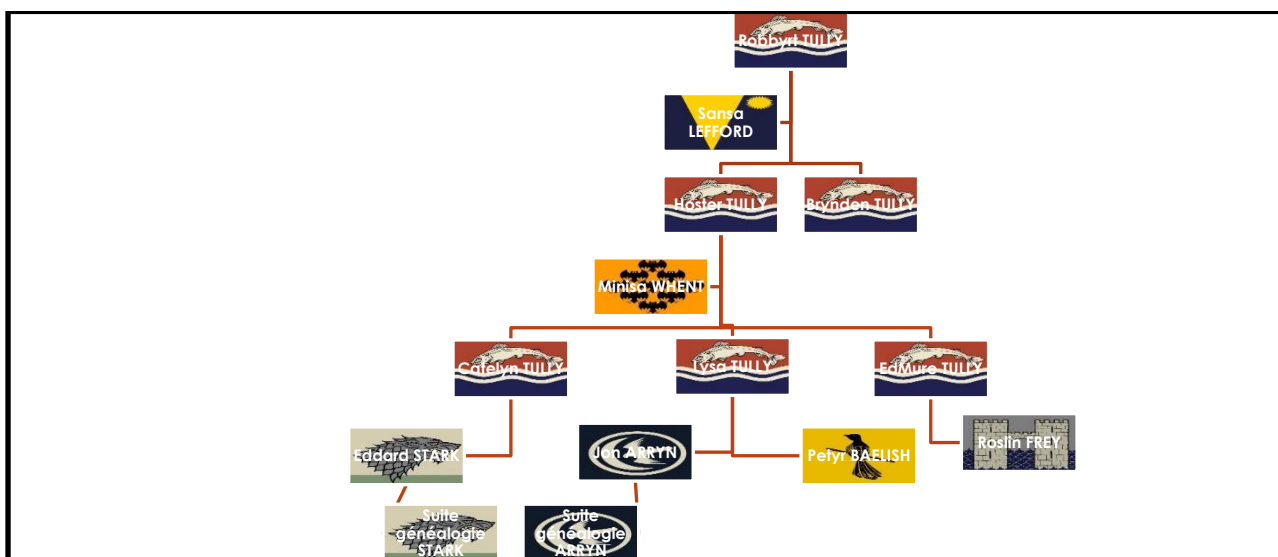 Robbyrt TULLY
Sansa
LEFFORD
Hoster TULLY
Brynden TULLY
Minisa WHENT
Catelyn TULLY
Lysa TULLY
EdMure TULLY
Eddard STARK
Jon ARRYN
Petyr BAELISH
Roslin FREY
Suite
généalogie
STARK
Suite
généalogie
ARRYN